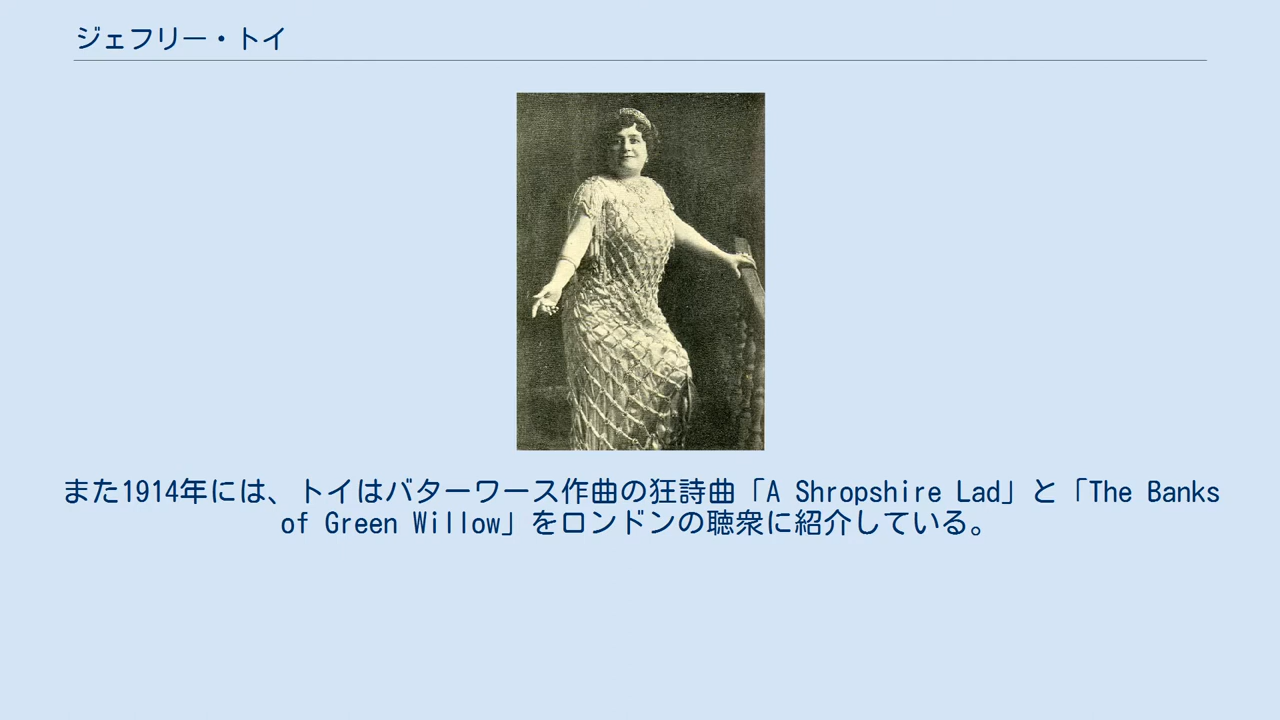 ジェフリー・トイ
また1914年には、トイはバターワース作曲の狂詩曲「A Shropshire Lad」と「The Banks
of Green Willow」をロンドンの聴衆に紹介している。